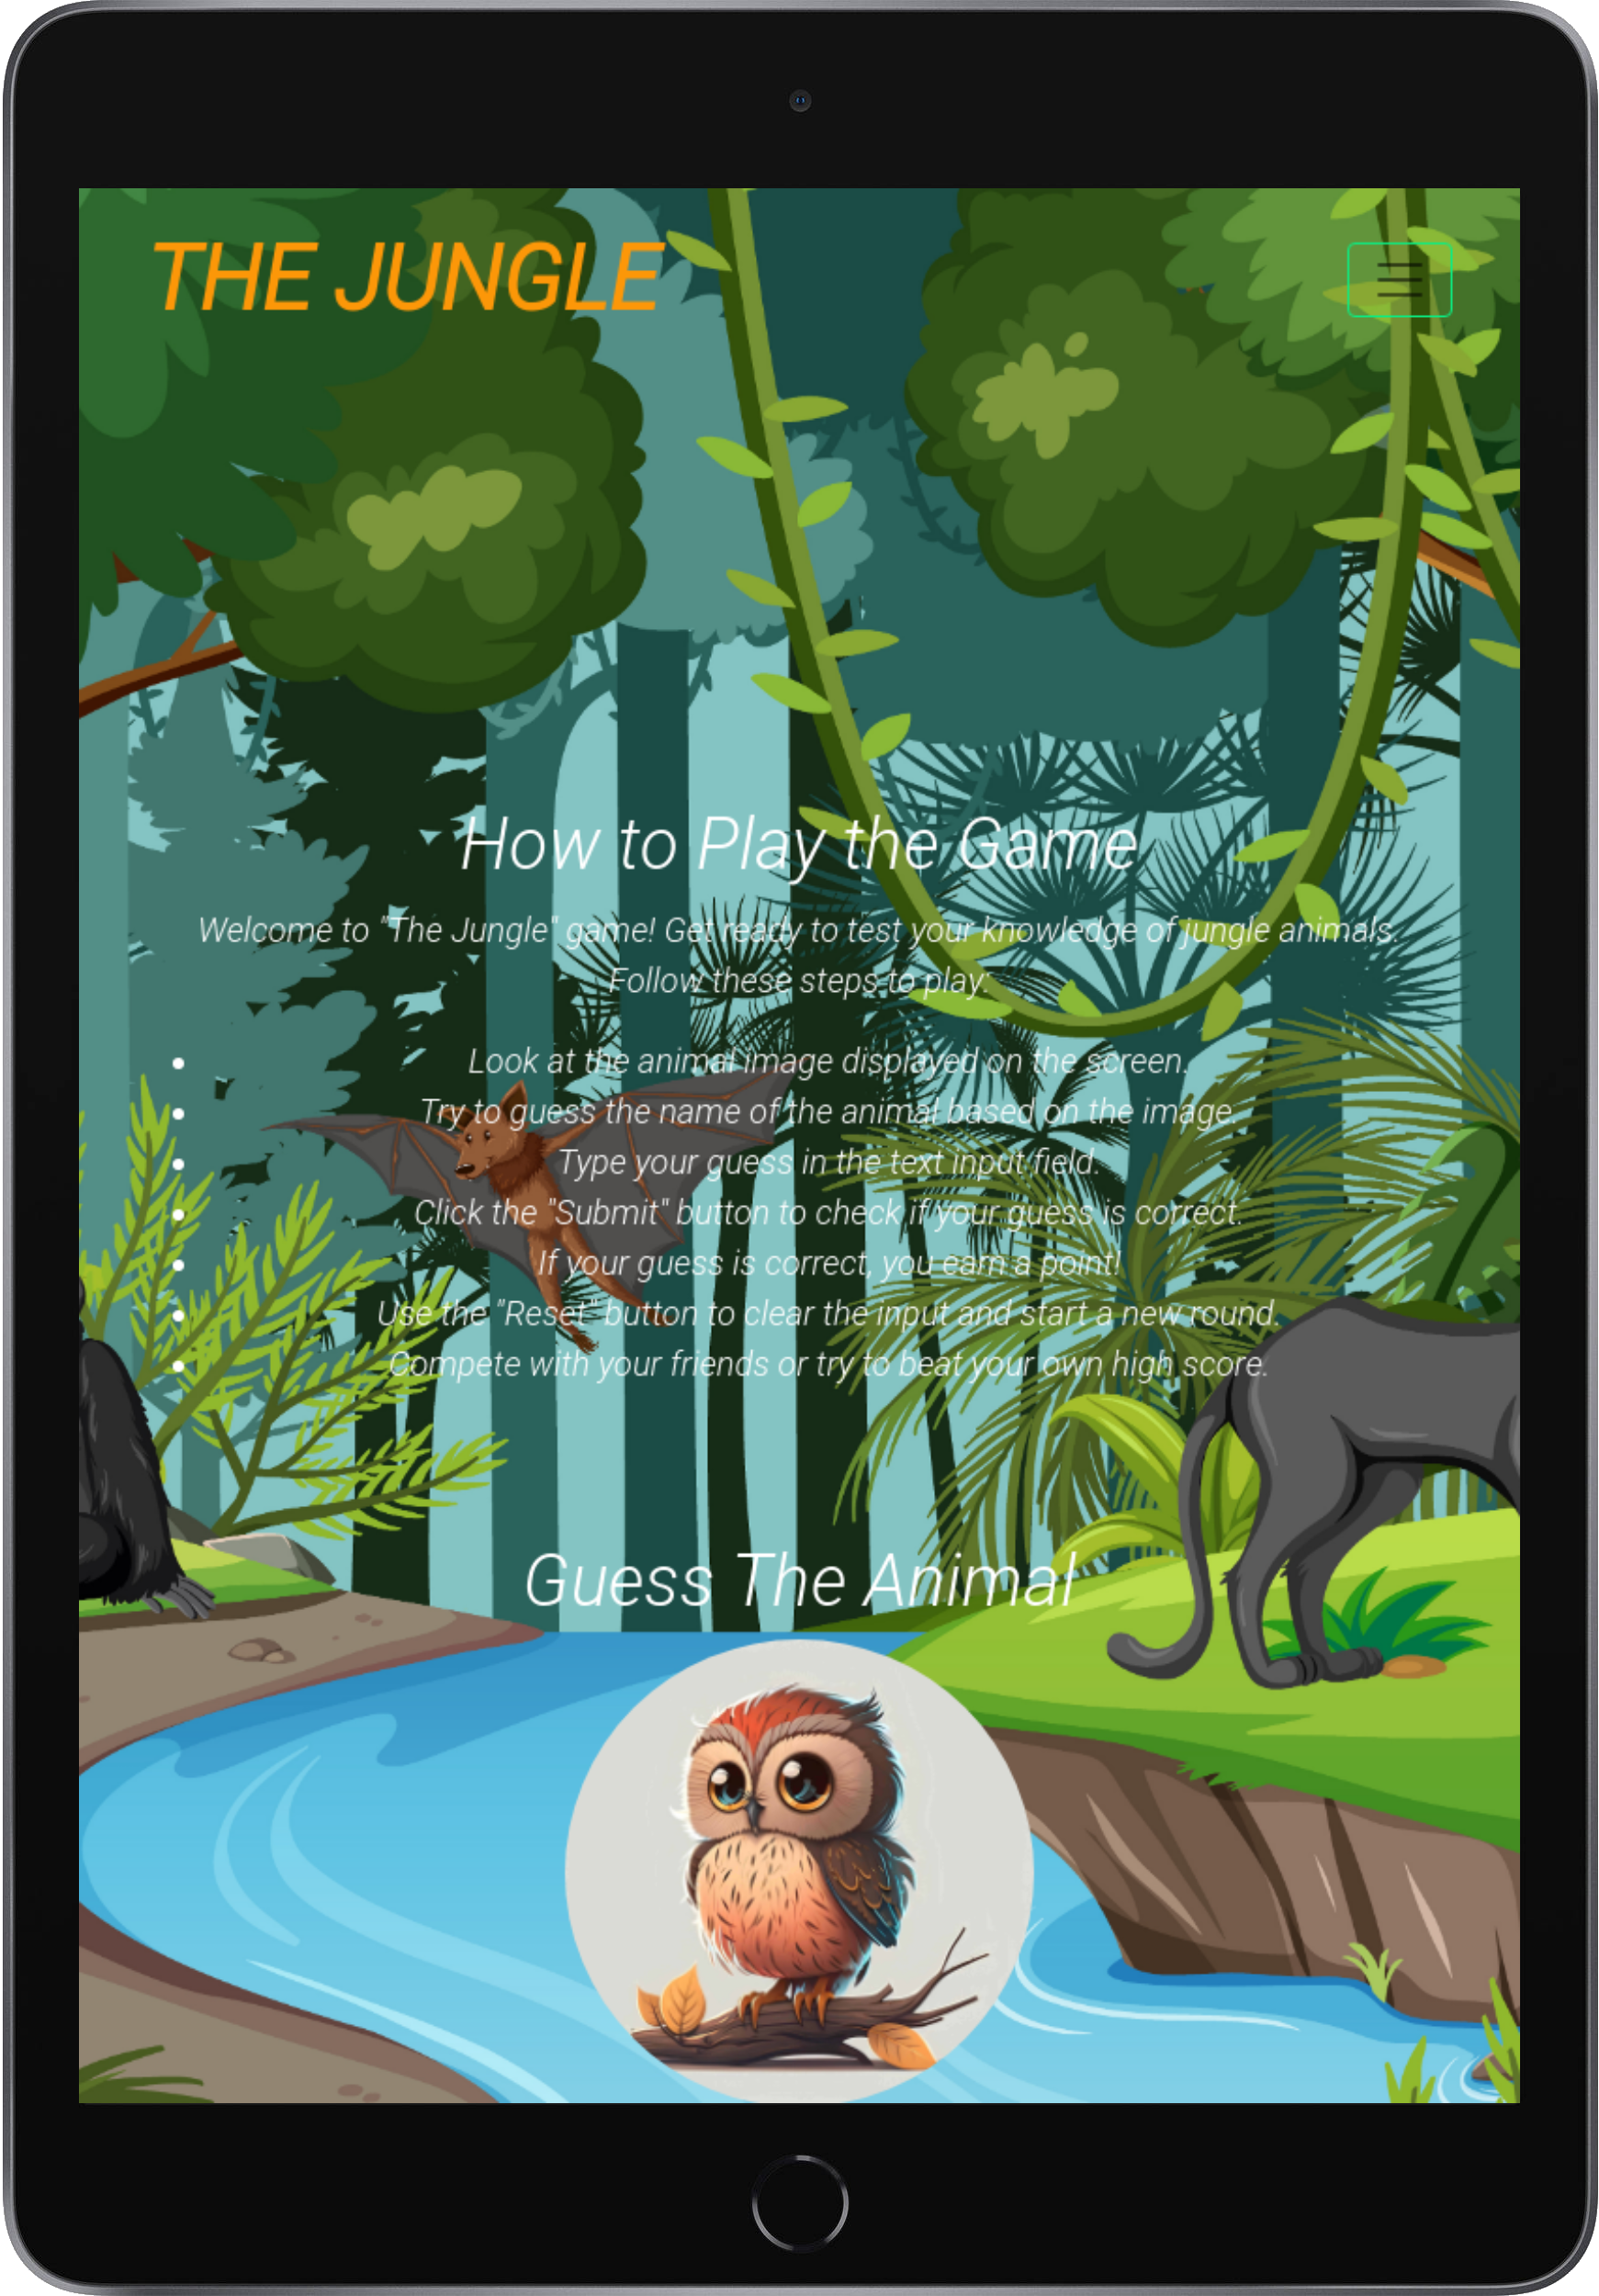 THE JUNGLE
How to Play the Game
Welcome to "The Jungle" game! Get ready to test your knowledge of jungle animals.
Follow these steps to play:
Look at the animal image displayed on the screen.
Try to guess the name of the animal based on the image.
Type your guess in the text input field.
Click the "Submit" button to check if your guess is correct.
If your guess is correct, you earn a point!
Use the "Reset" button to clear the input and start a new round.
Compete with your friends or try to beat your own high score.
Guess The Animal